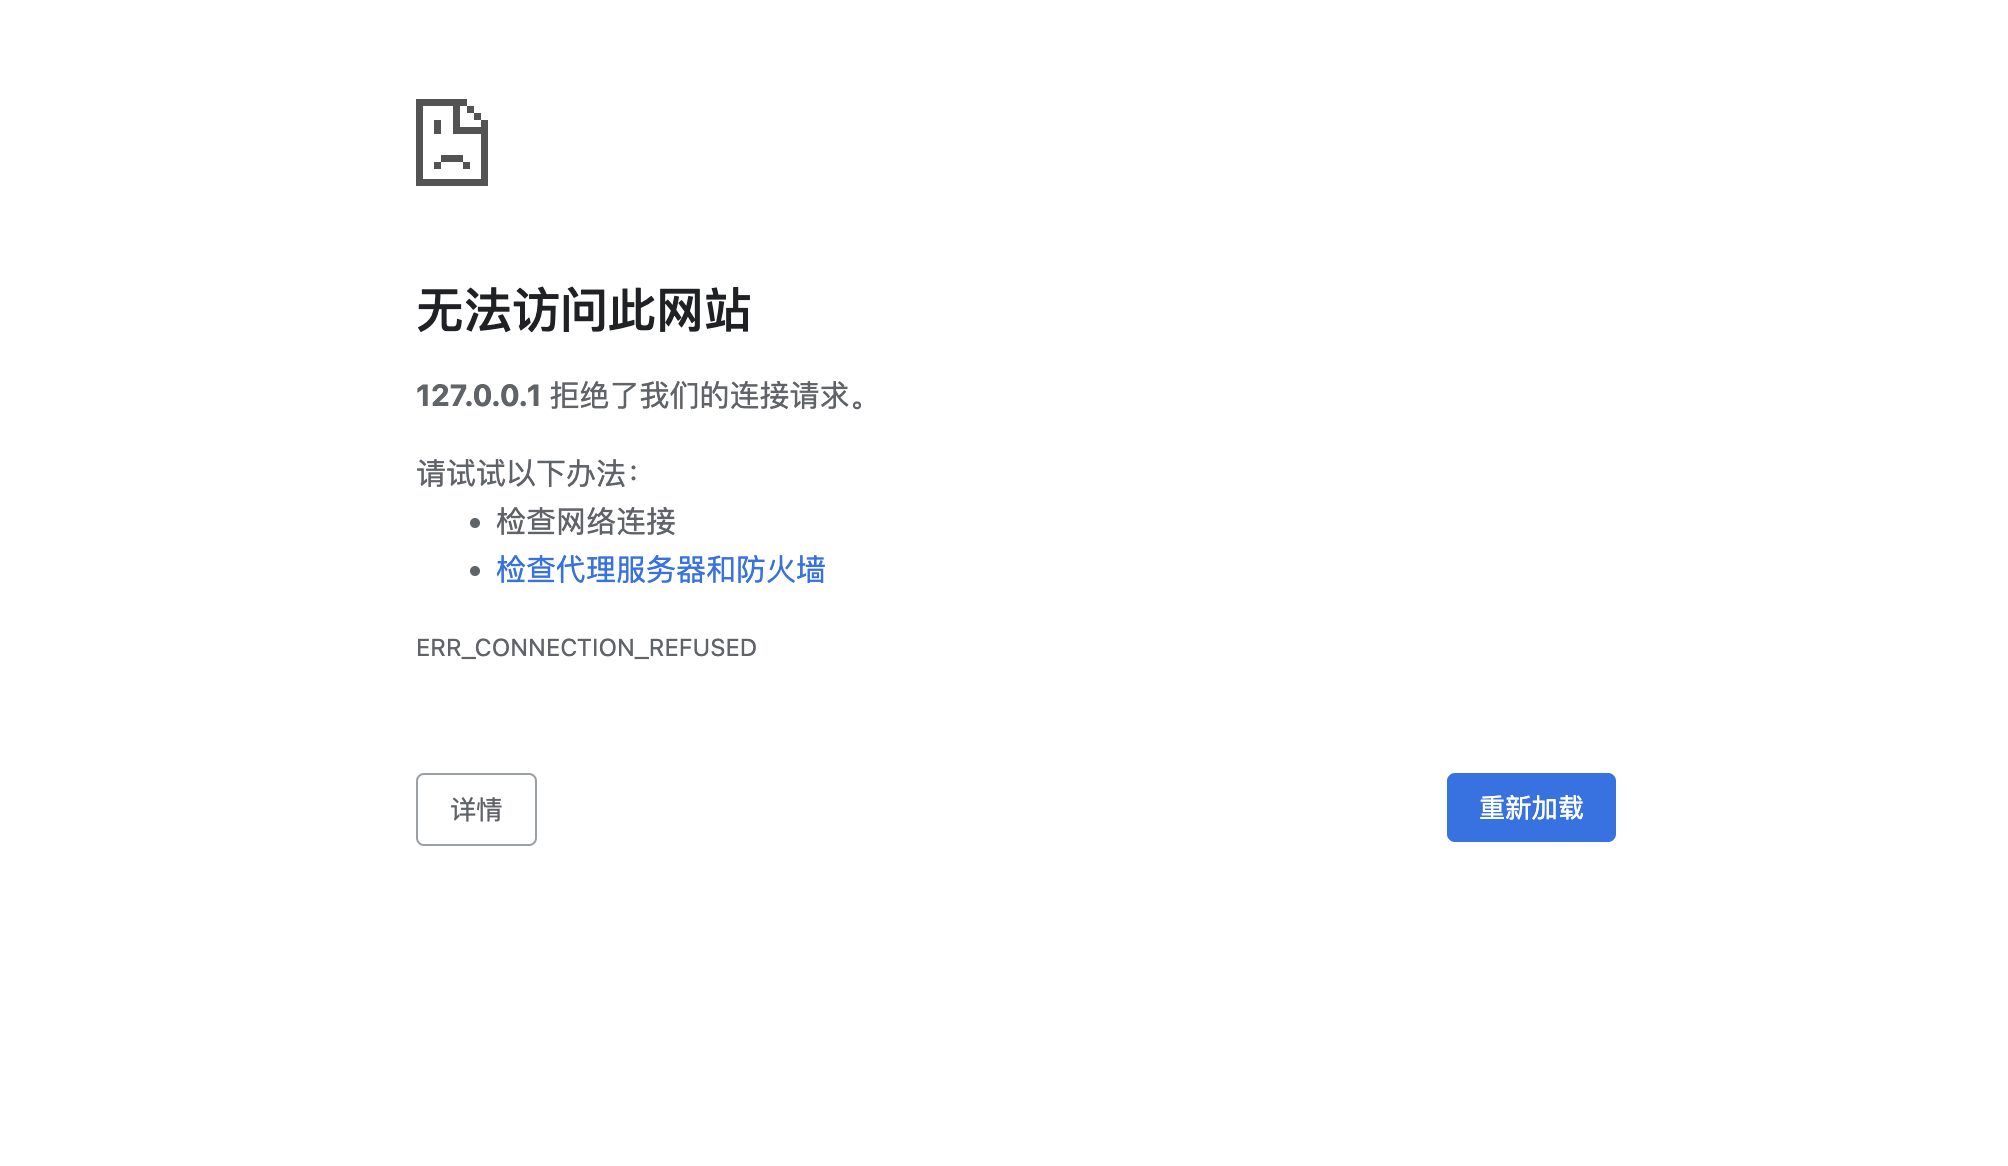 无法访问此网站
127.0.0.1 拒绝了我们的连接请求。
请试试以下办法：
• 检查网络连接
• 检查代理服务器和防火墙
ERR_CONNECTION_REFUSED
详情
重新加载